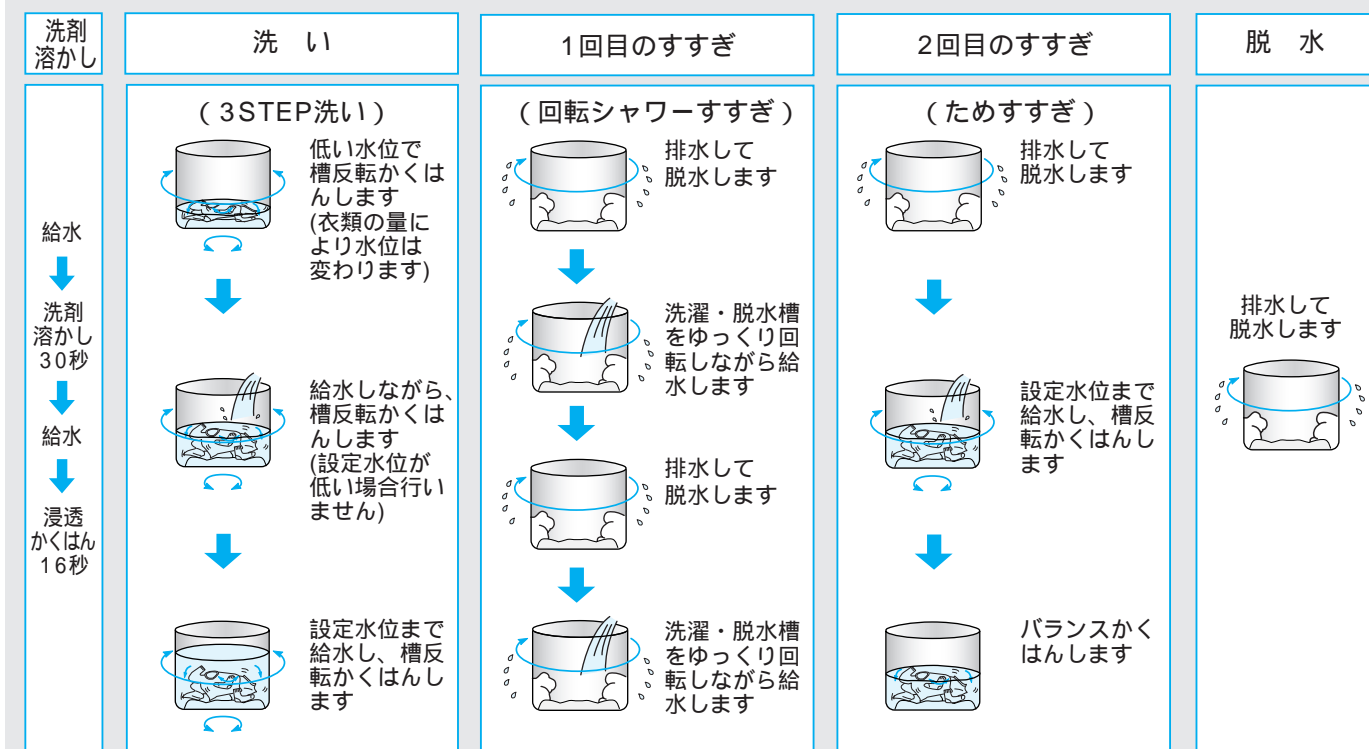 洗剤
溶かし
給水
洗剤
溶かし
30秒
給水
浸透
かくはん
16秒
洗 い
(3STEP洗い)
低い水位で
槽反転かくは
んします
(衣類の量に
より水位は
変わります)
給水しながら、
槽反転かくは
んします
(設定水位が
低い場合行い
ません)
設定水位まで
給水し、槽反
転かくはんし
ます
1回目のすすぎ
(回転シャワーすすぎ)
排水して
脱水します
洗濯・脱水槽
をゆっくり回
転しながら給
水します
排水して
脱水します
洗濯・脱水槽
をゆっくり回
転しながら給
水します
2回目のすすぎ
(ためすすぎ)
排水して
脱水します
設定水位まで
給水し、槽反
転かくはんし
ます
バランスかく
はんします
脱 水
排水して
脱水します